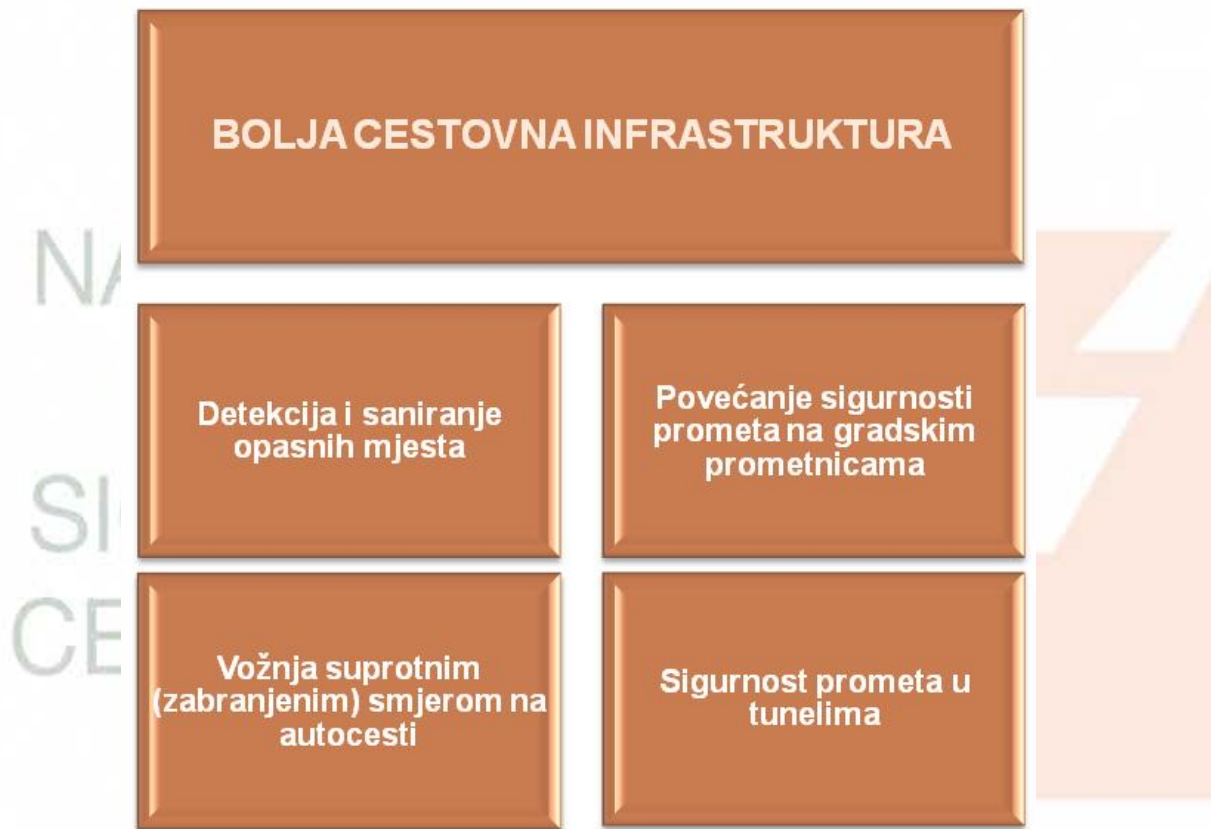 BOLJA CESTOVNA INFRASTRUKTURA
Detekcija i saniranje
opasnih mjesta
Povećanje sigurnosti
prometa na gradskim
prometnicama
Vožnja suprotnim
(zabranjenim) smjerom na
autocesti
Sigurnost prometa u
tunelima